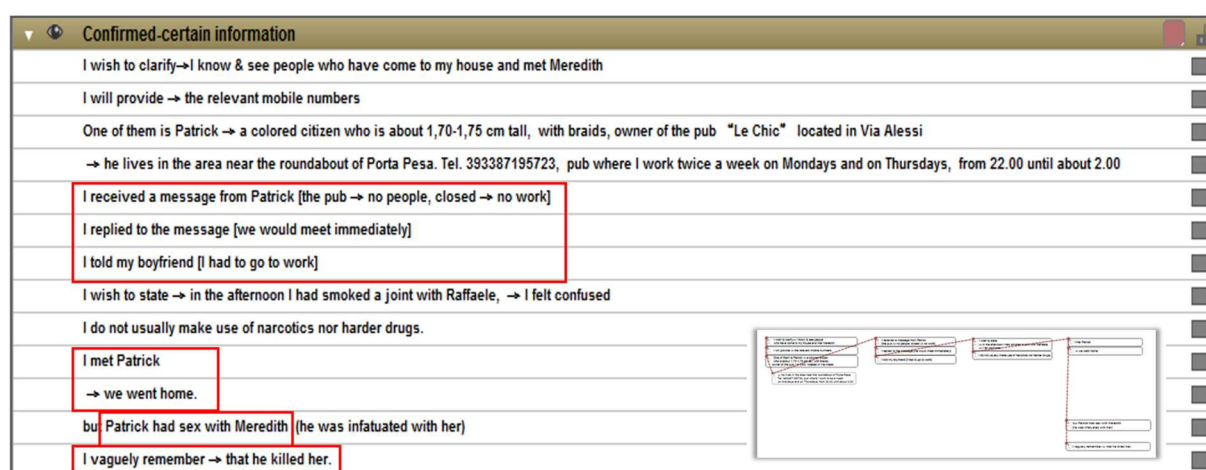 Confirmed-certain information
I wish to clarify→I know & see people who have come to my house and met Meredith
I will provide → the relevant mobile numbers
One of them is Patrick → a colored citizen who is about 1,70-1,75 cm tall, with braids, owner of the pub “Le Chic” located in Via Alessi
→ he lives in the area near the roundabout of Porta Pesa. Tel. 393387195723, pub where I work twice a week on Mondays and on Thursdays, from 22.00 until about 2.00
I received a message from Patrick [the pub → no people, closed → no work]
I replied to the message [we would meet immediately]
I told my boyfriend [I had to go to work]
I wish to state → in the afternoon I had smoked a joint with Raffaele, → I felt confused
I do not usually make use of narcotics nor harder drugs.
I met Patrick
→ we went home.
but Patrick had sex with Meredith (he was infatuated with her)
I vaguely remember → that he killed her.